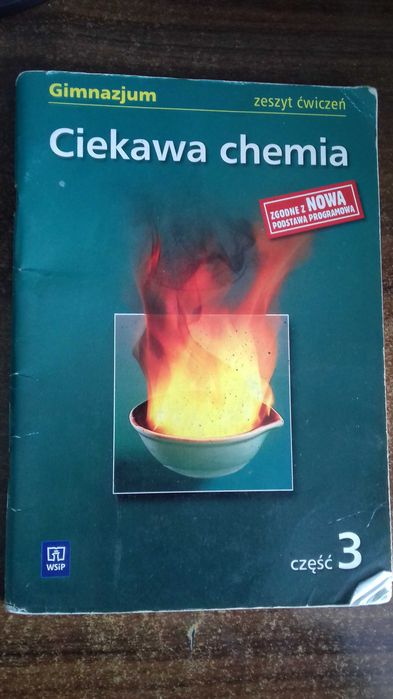 Gimnazjum
zeszyt ćwiczeń
Ciekawa chemia
ZGODNE Z NOWĄ
PODSTAWĄ PROGRAMOWĄ
WSiP
część 3